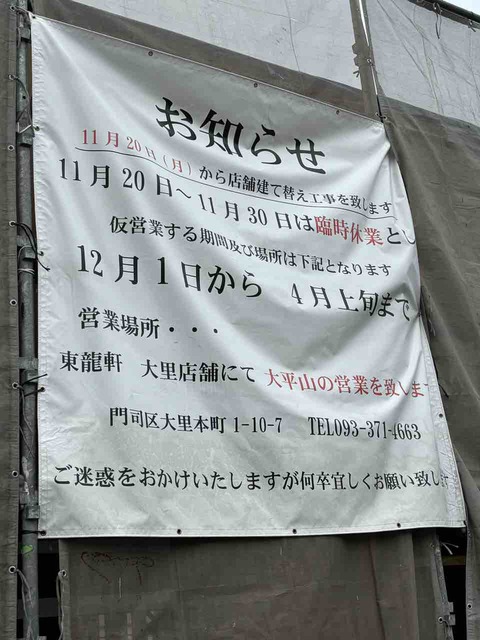 お知らせ
11月20日(月)から店舗建て替え工事を致します
11月20日~11月30日は臨時休業とし
仮営業する期間及び場所は下記となります
12月1日から 4月上旬まで
営業場所・・・
東龍軒 大里店舗にて 大平山の営業を致しま
門司区大里本町 1-10-7 TEL093-371-4663
ご迷惑をおかけいたしますが何卒宜しくお願い致し